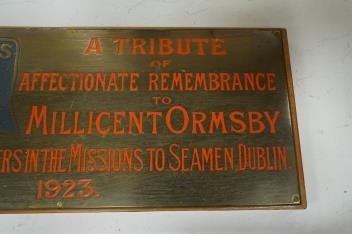 A TRIBUTE
OF
AFFECTIONATE REMEMBRANCE
TO
MILLICENT ORMSBY
IN THE MISSIONS TO SEAMEN, DUBLIN.
1923.